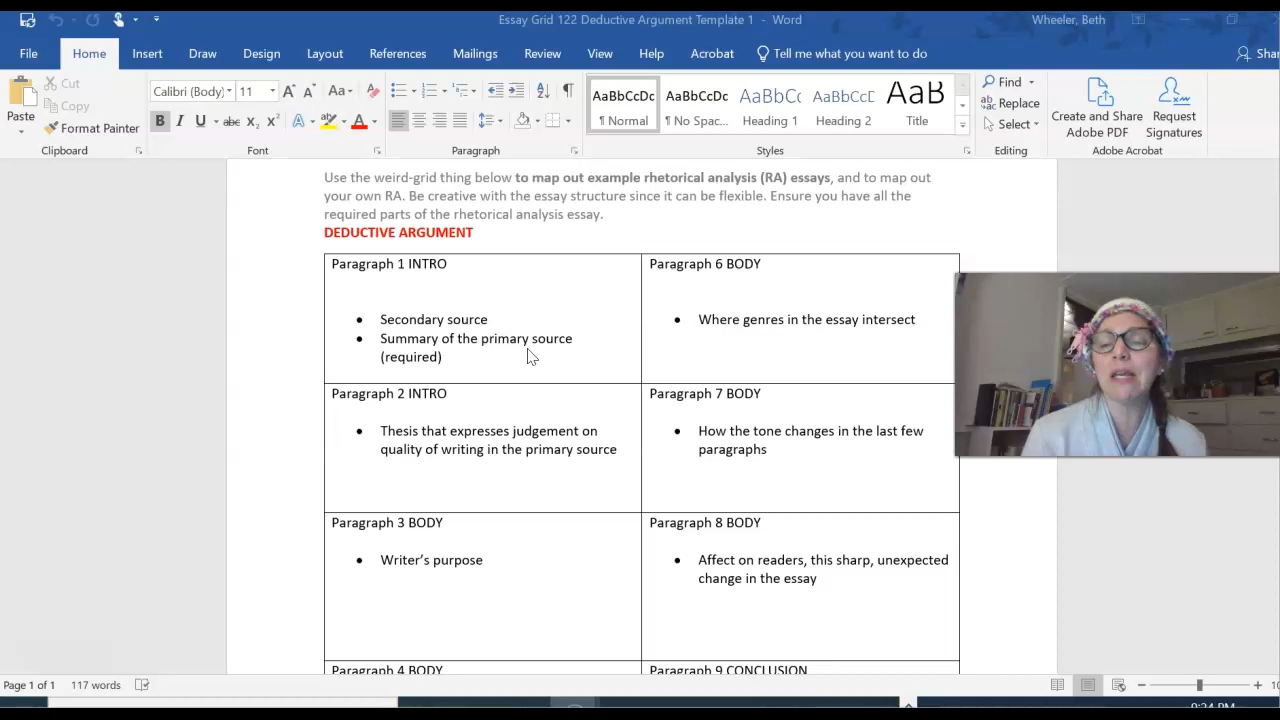 Essay Grid 122 Deductive Argument Template 1 - Word
Wheeler, Beth
File Home Insert Draw Design Layout References Mailings Review View Help Acrobat Tell me what you want to do Shar
Paste
Cut
Copy
Format Painter
Calibri (Body) 11
Find
Replace
Select
AaBbCcDc
¶ Normal
AaBbCcDc
¶ No Spac...
AaBbCc
Heading 1
AaBbCcD
Heading 2
AaB
Title
Create and Share
Adobe PDF
Request
Signatures
Clipboard Font Paragraph Styles Editing Adobe Acrobat
Use the weird-grid thing below to map out example rhetorical analysis (RA) essays, and to map out
your own RA. Be creative with the essay structure since it can be flexible. Ensure you have all the
required parts of the rhetorical analysis essay.
DEDUCTIVE ARGUMENT
Paragraph 1 INTRO
• Secondary source
• Summary of the primary source
(required)
Paragraph 6 BODY
• Where genres in the essay intersect
Paragraph 2 INTRO
• Thesis that expresses judgement on
quality of writing in the primary source
Paragraph 7 BODY
• How the tone changes in the last few
paragraphs
Paragraph 3 BODY
• Writer’s purpose
Paragraph 8 BODY
• Affect on readers, this sharp, unexpected
change in the essay
Paragraph 4 BODY
Paragraph 9 CONCLUSION
Page 1 of 1 117 words